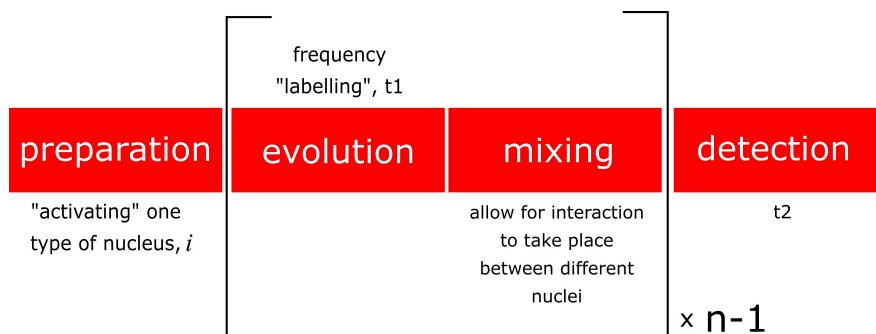 frequency
"labelling", t1
preparation
evolution
mixing
detection
"activating" one
type of nucleus, i
allow for interaction
to take place
between different
nuclei
t2
x n-1